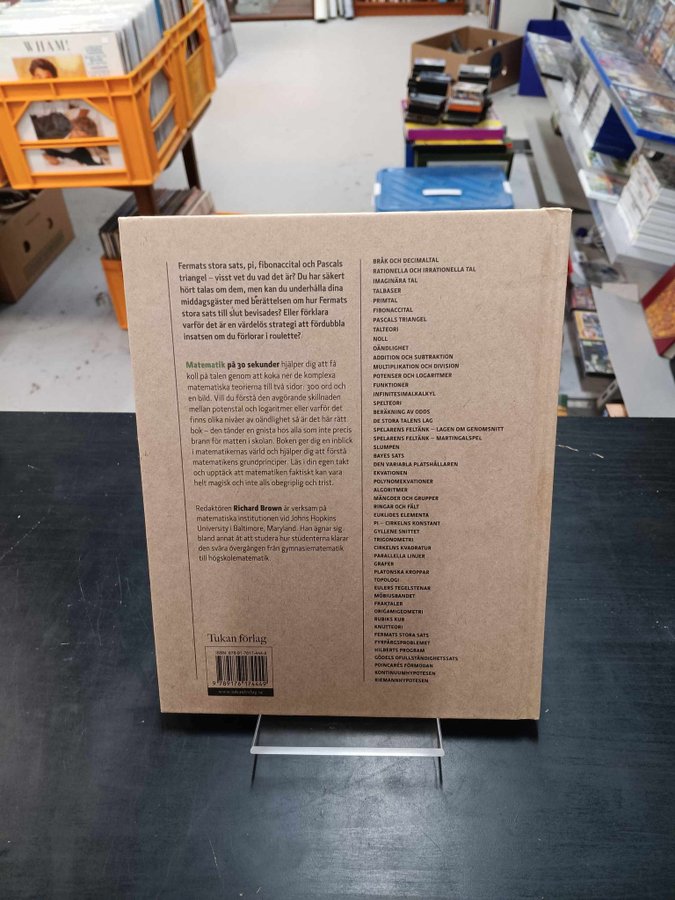 WHAM!
Fermats stora sats, pi, fibonaccital och Pascals
triangel – visst vet du vad det är? Du har säkert
hört talas om dem, men kan du underhålla dina
middagsgäster med berättelsen om hur Fermats
stora sats till slut bevisades? Eller förklara
varför det är en värdelös strategi att fördubbla
insatsen om du förlorar i roulette?
Matematik på 30 sekunder hjälper dig att få
koll på talen genom att koka ner de komplexa
matematiska teorierna till två sidor: 300 ord och
en bild. Vill du förstå den avgörande skillnaden
mellan potenstal och logaritmer eller varför det
finns olika nivåer av oändlighet så är det här rätt
bok – den tänder en gnista hos alla som inte precis
brann för matten i skolan. Boken ger dig en inblick
i matematikernas värld och hjälper dig att förstå
matematikens grundprinciper. Läs i din egen takt
och upptäck att matematiken faktiskt kan vara
helt magisk och inte alls obegriplig och trist.
Redaktören Richard Brown är verksam på
matematiska institutionen vid Johns Hopkins
University i Baltimore, Maryland. Han ägnar sig
bland annat åt att studera hur studenterna klarar
den svåra övergången från gymnasiematematik
till högskolematematik.
Tukan förlag
ISBN 978-91-7617-444-9
9 789176 174449
www.tukanforlag.se
BRÅK OCH DECIMALTAL
RATIONELLA OCH IRRATIONELLA TAL
IMAGINÄRA TAL
TALBASER
PRIMTAL
FIBONACCITAL
PASCALS TRIANGEL
TALTEORI
NOLL
OÄNDLIGHET
ADDITION OCH SUBTRAKTION
MULTIPLIKATION OCH DIVISION
POTENSER OCH LOGARITMER
FUNKTIONER
INFINITESIMALKALKYL
SPELTEORI
BERÄKNING AV ODDS
DE STORA TALENS LAG
SPELARENS FELTÄNK – LAGEN OM GENOMSNITT
SPELARENS FELTÄNK – MARTINGALSPEL
SLUMPEN
BAYES SATS
DEN VARIABLA PLATSHÅLLAREN
EKVATIONEN
POLYNOMEKVATIONER
ALGORITMER
MÄNGDER OCH GRUPPER
RINGAR OCH FÄLT
EUKLIDES ELEMENTA
PI – CIRKELNS KONSTANT
GYLLENE SNITTET
TRIGONOMETRI
CIRKELNS KVADRATUR
PARALLELLA LINJER
GRAFER
PLATONSKA KROPPAR
TOPOLOGI
EULERS TEGELSTENAR
MÖBIUSBANDET
FRAKTALER
ORIGAMIGEOMETRI
RUBIKS KUB
KNUTTEORI
FERMATS STORA SATS
FYRFÄRGSPROBLEMET
HILBERTS PROGRAM
GÖDELS OFULLSTÄNDIGHETSSATS
POINCARÉS FÖRMODAN
KONTINUUMHYPOTESEN
RIEMANNHYPOTESEN